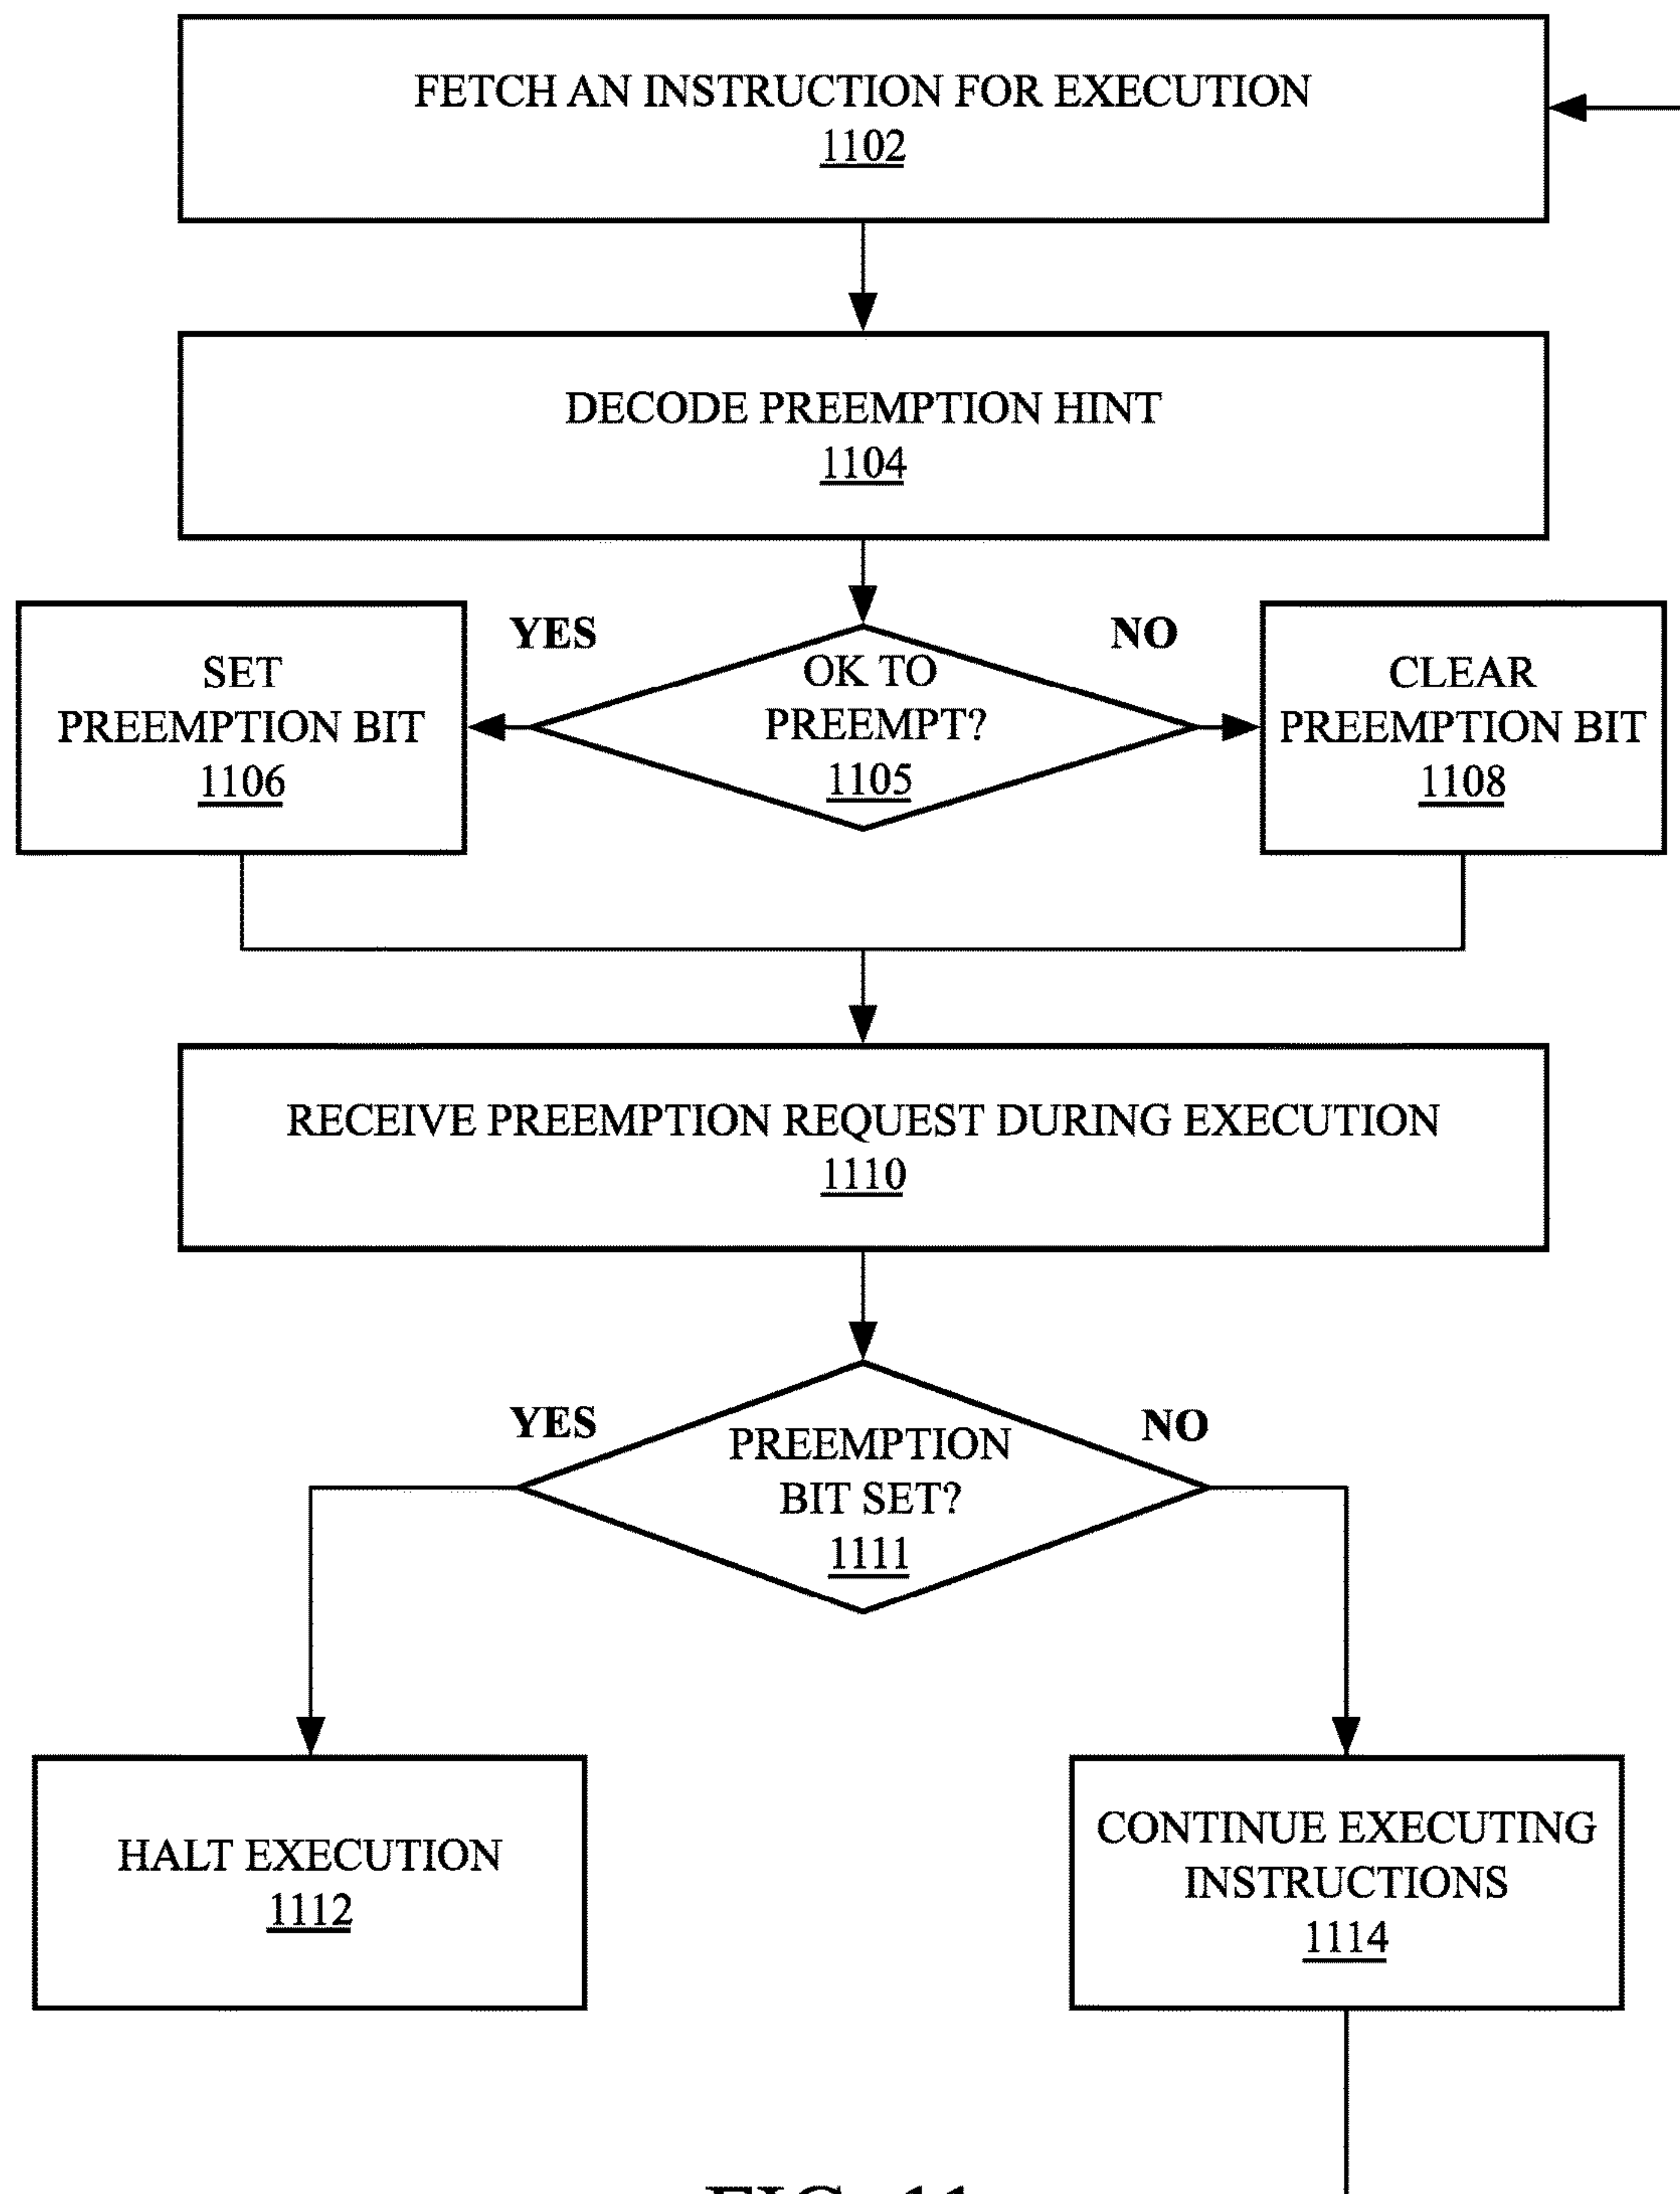 FETCH AN INSTRUCTION FOR EXECUTION
1102
DECODE PREEMPTION HINT
1104
YES
NO
SET
PREEMPTION BIT
1106
OK TO
PREEMPT?
1105
CLEAR
PREEMPTION BIT
1108
RECEIVE PREEMPTION REQUEST DURING EXECUTION
1110
YES
NO
PREEMPTION
BIT SET?
1111
HALT EXECUTION
1112
CONTINUE EXECUTING
INSTRUCTIONS
1114